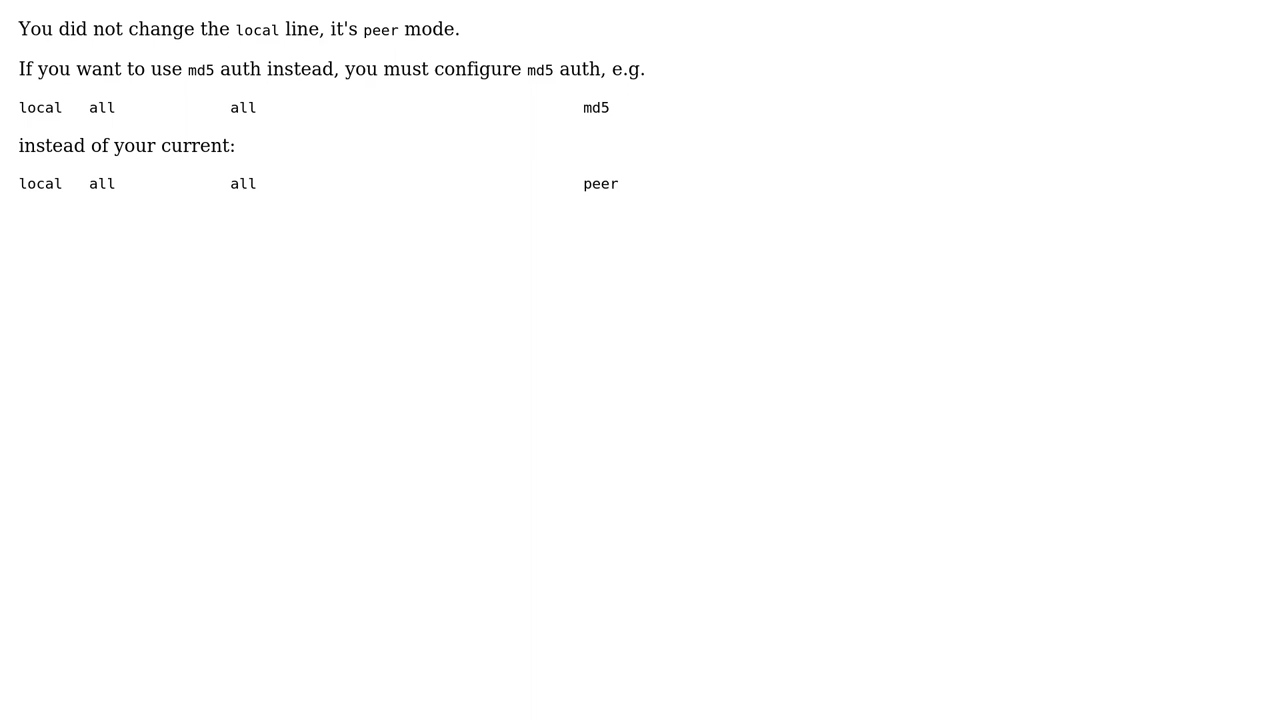 You did not change the local line, it's peer mode.
If you want to use md5 auth instead, you must configure md5 auth, e.g.
local   all             all                                     md5
instead of your current:
local   all             all                                     peer